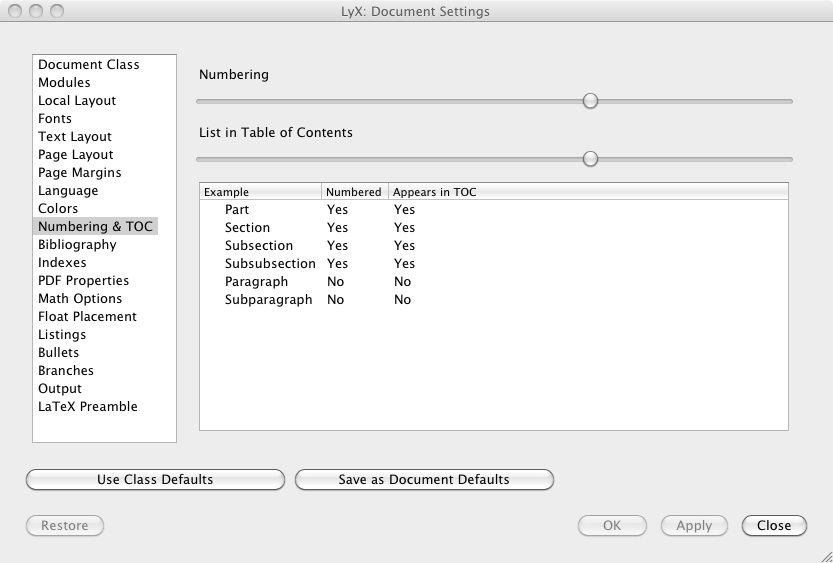 LyX: Document Settings
Document Class
Modules
Local Layout
Fonts
Text Layout
Page Layout
Page Margins
Language
Colors
Numbering & TOC
Bibliography
Indexes
PDF Properties
Math Options
Float Placement
Listings
Bullets
Branches
Output
LaTeX Preamble
Numbering
List in Table of Contents
Example Numbered Appears in TOC
Part Yes Yes
Section Yes Yes
Subsection Yes Yes
Subsubsection Yes Yes
Paragraph No No
Subparagraph No No
Use Class Defaults Save as Document Defaults
Restore OK Apply Close